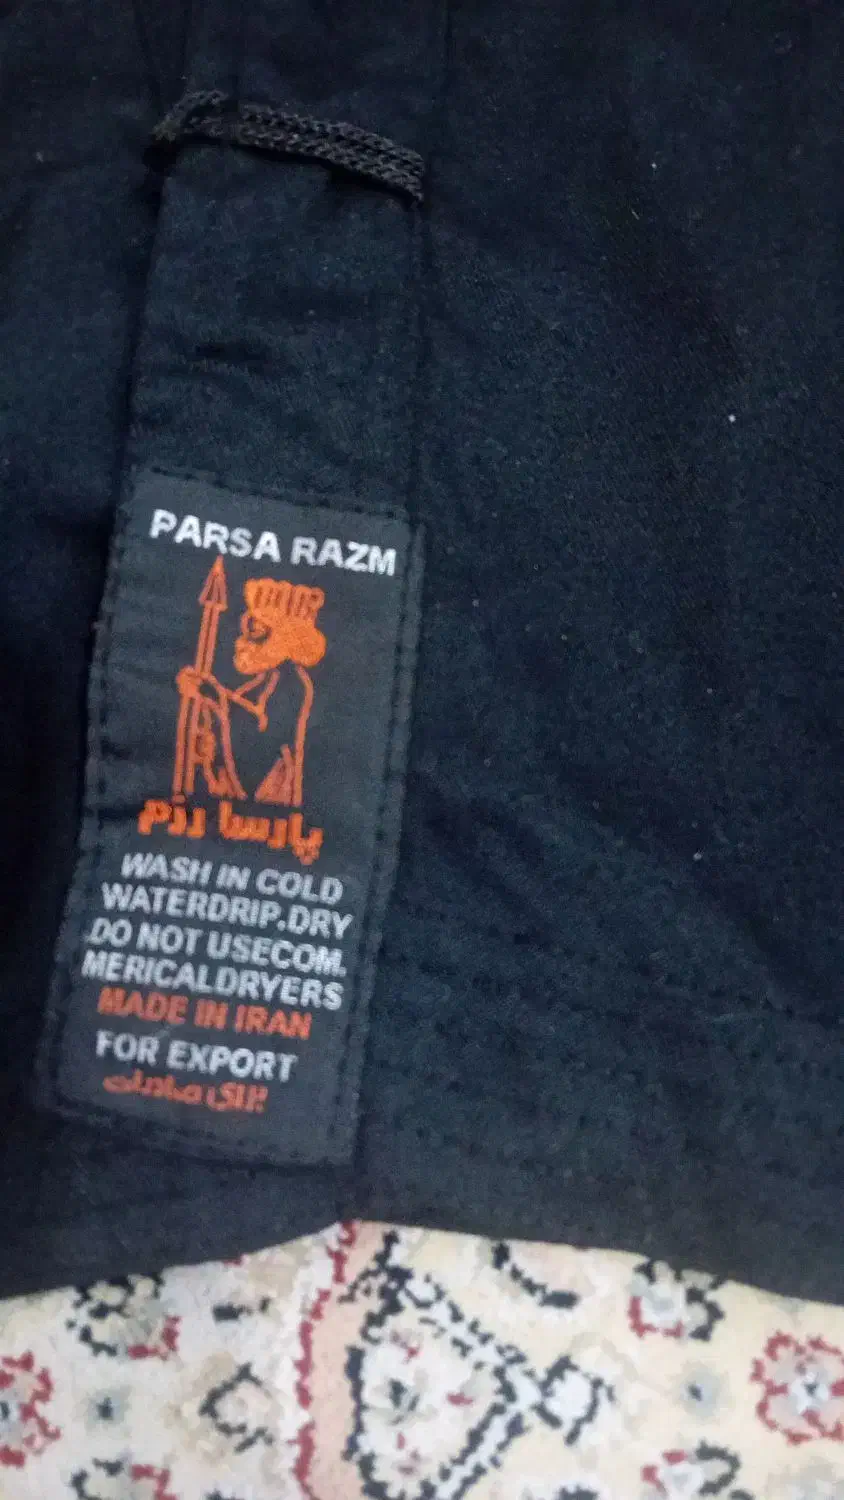 PARSA RAZM
پارسا رزم
WASH IN COLD
WATERDRIP.DRY
DO NOT USECOM.
MERICALDRYERS
MADE IN IRAN
FOR EXPORT
برای صادرات